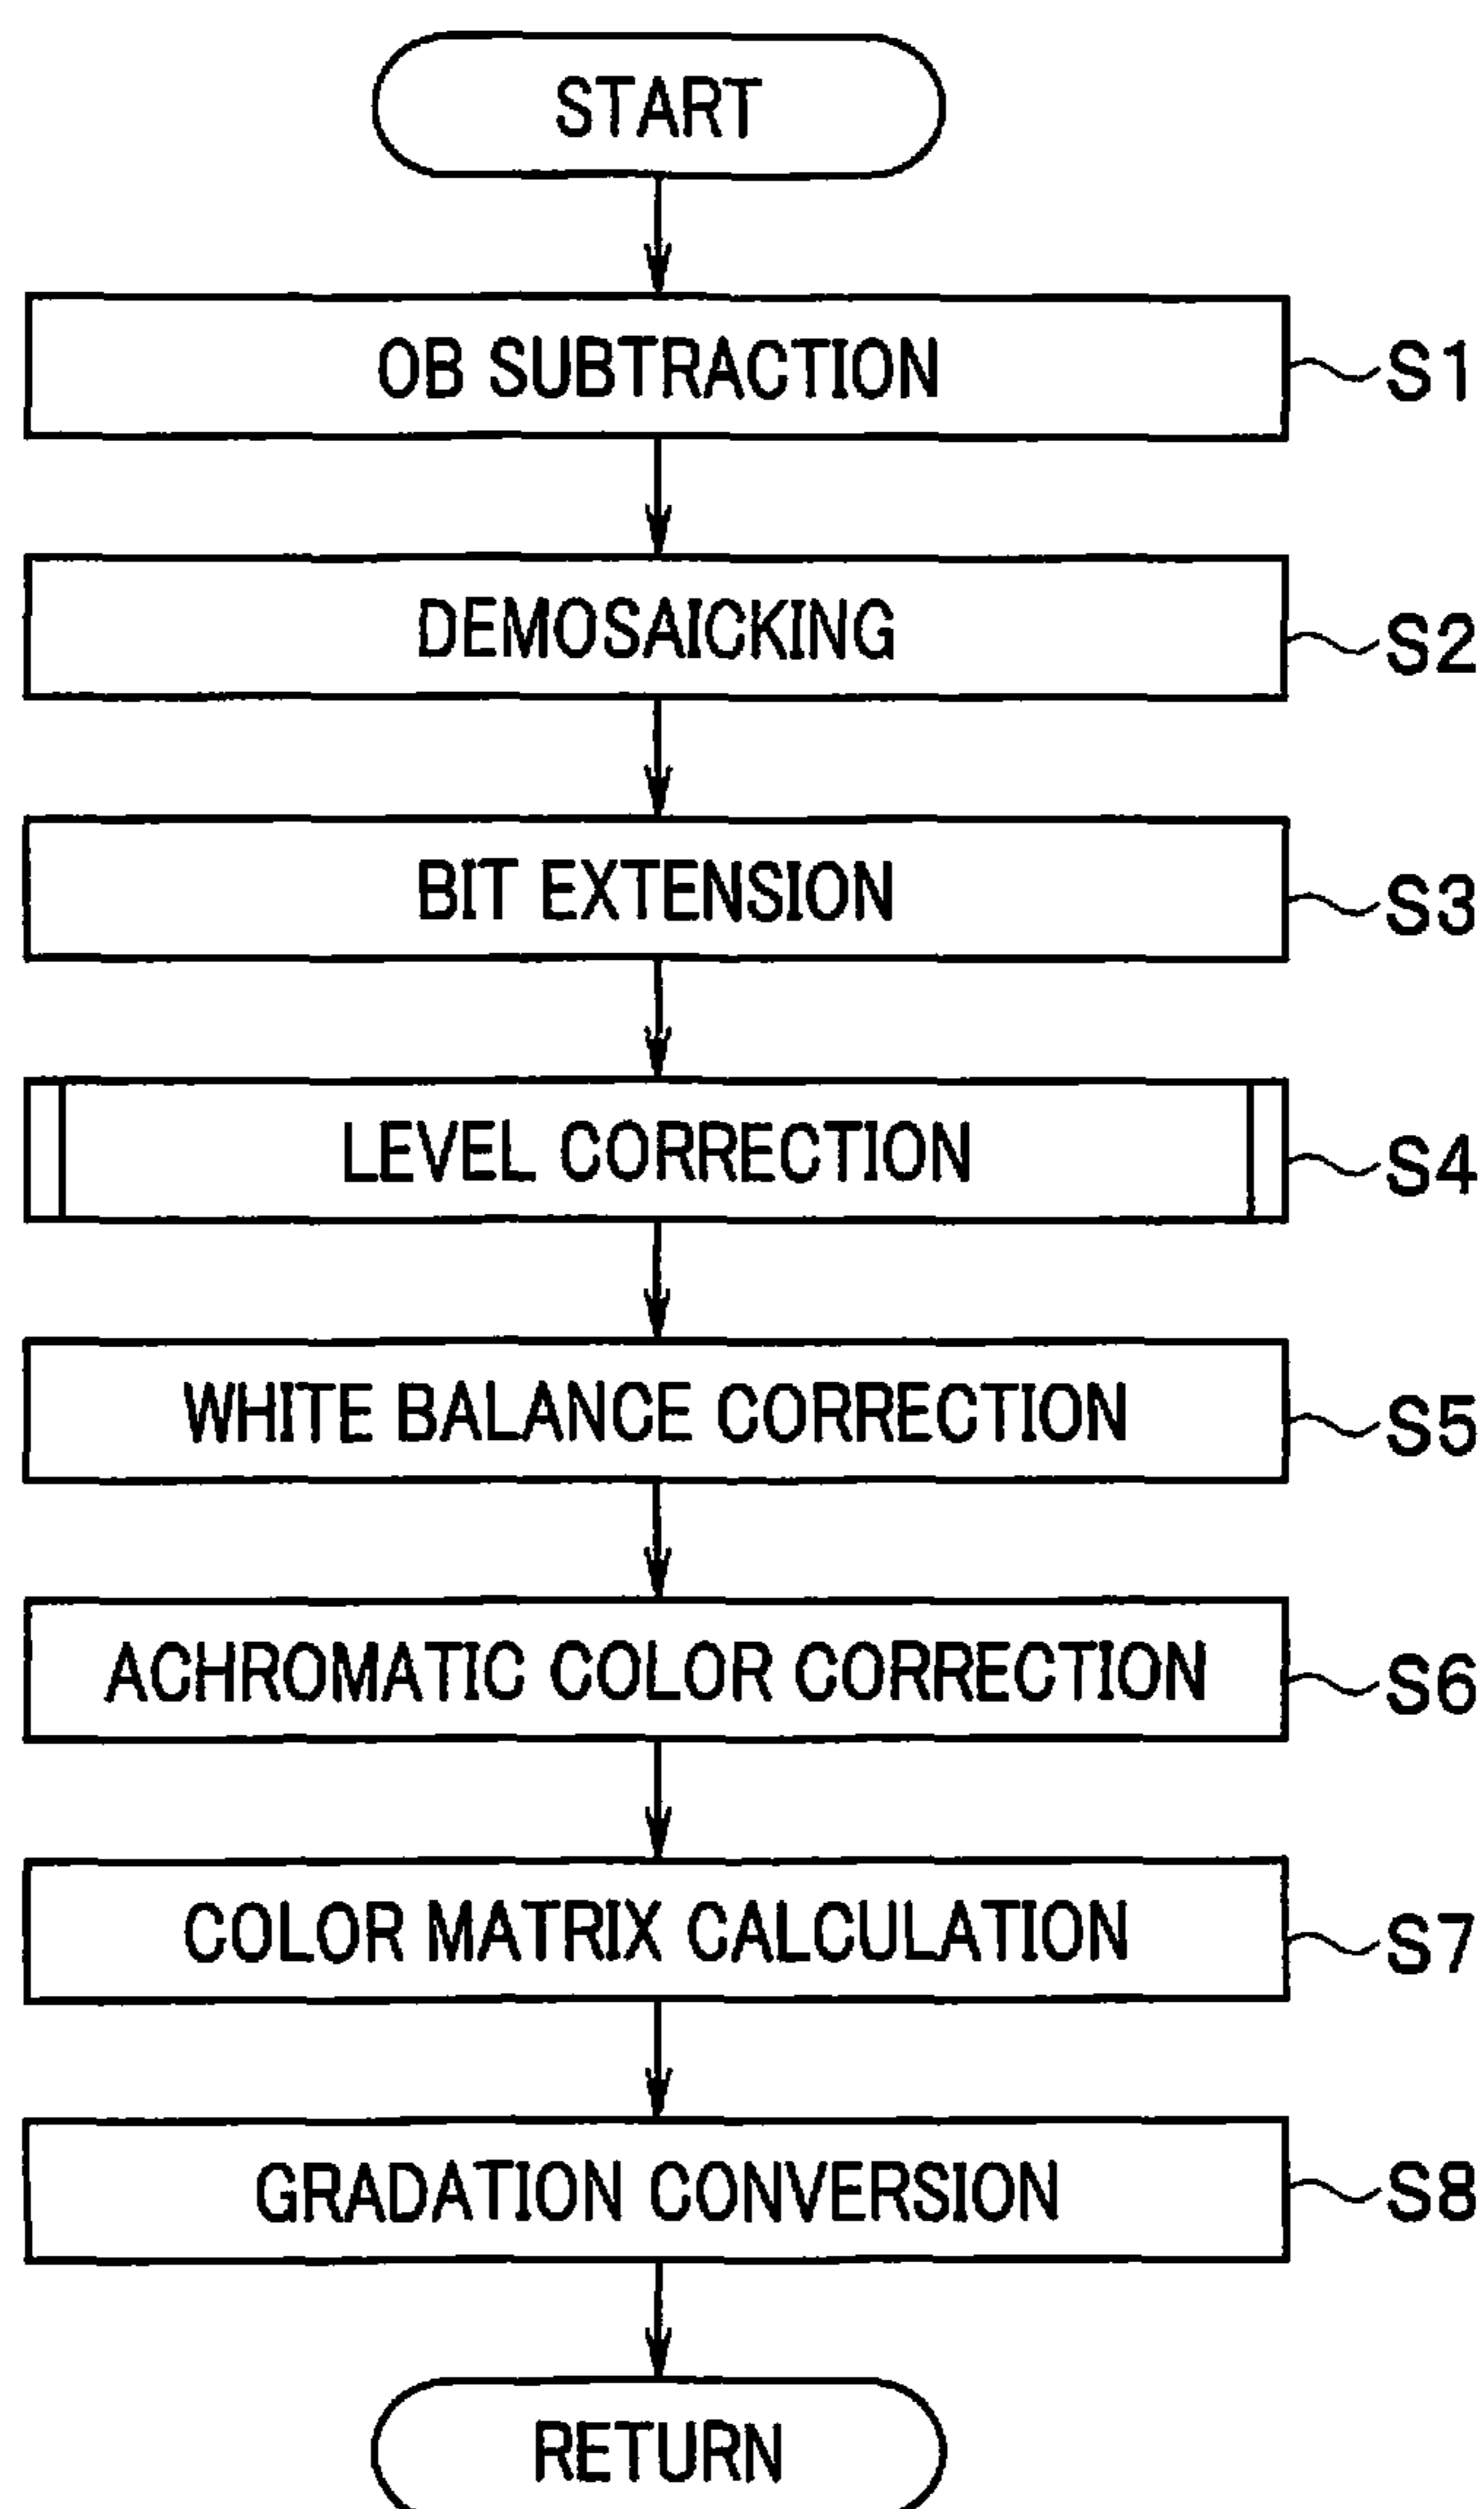 START
OB SUBTRACTION S1
DEMOSAICKING S2
BIT EXTENSION S3
LEVEL CORRECTION S4
WHITE BALANCE CORRECTION S5
ACHROMATIC COLOR CORRECTION S6
COLOR MATRIX CALCULATION S7
GRADATION CONVERSION S8
RETURN